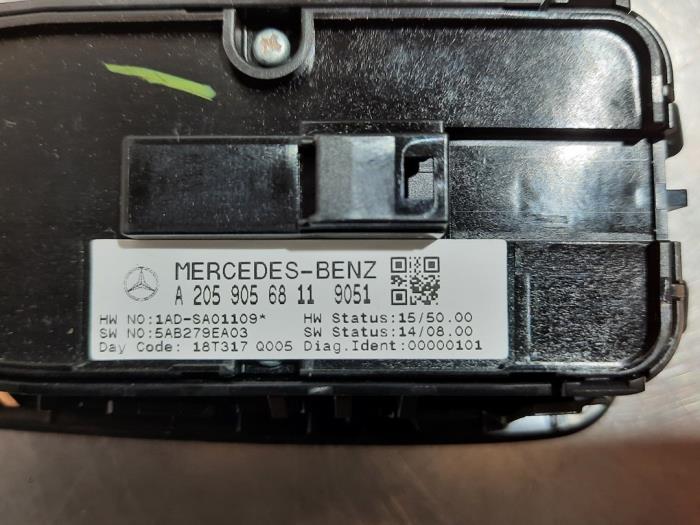 MERCEDES-BENZ
A 205 905 68 11 9051
HW NO:1AD-SA01109* HW Status:15/50.00
SW NO:5AB279EA03 SW Status:14/08.00
Day Code: 18T317 Q005 Diag.Ident:00000101